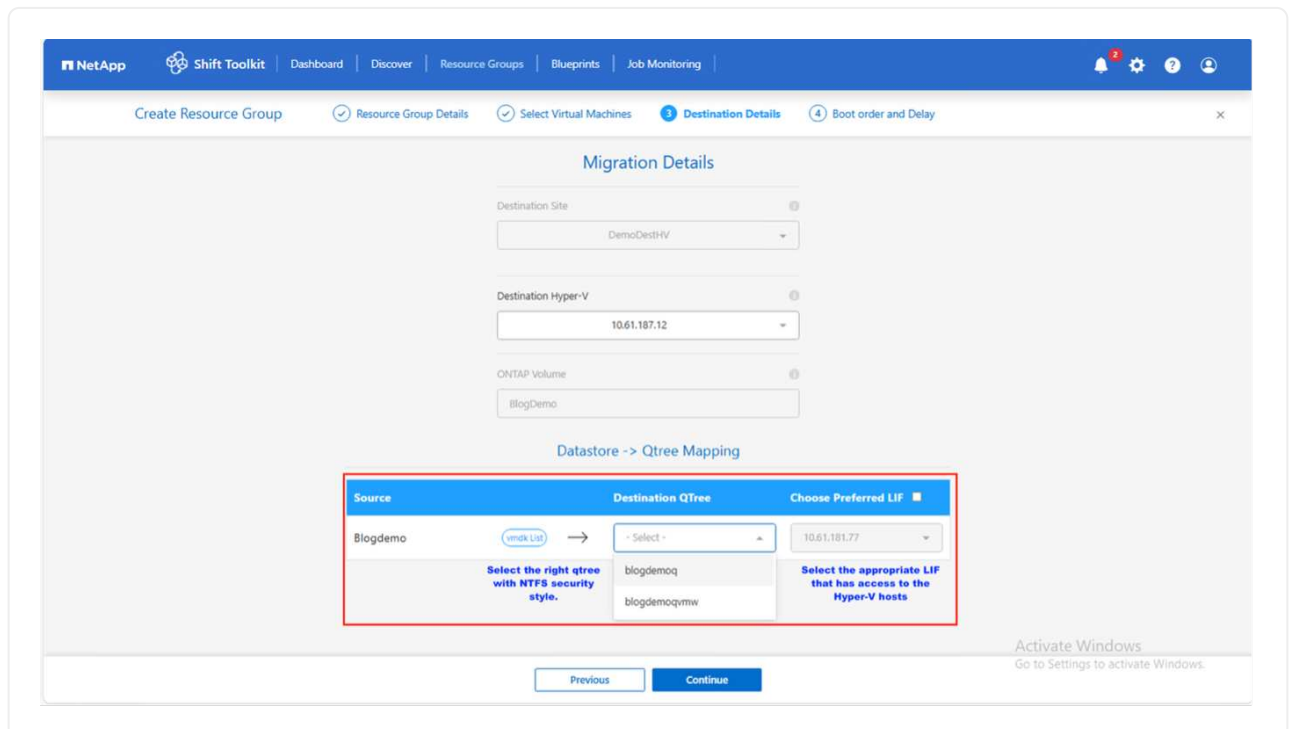 NetApp Shift Toolkit Dashboard Discover Resource Groups Blueprints Job Monitoring 2 ?
Create Resource Group Resource Group Details Select Virtual Machines 3 Destination Details 4 Boot order and Delay ×
Migration Details
Destination Site
DemoDestHV
Destination Hyper-V
10.61.187.12
ONTAP Volume
BlogDemo
Datastore -> Qtree Mapping
Source Destination QTree Choose Preferred LIF
Blogdemo vmdk List → - Select - 10.61.181.77
Select the right qtree
with NTFS security
style.
blogdemoq
blogdemoqvmw
Select the appropriate LIF
that has access to the
Hyper-V hosts
Activate Windows
Go to Settings to activate Windows.
Previous Continue